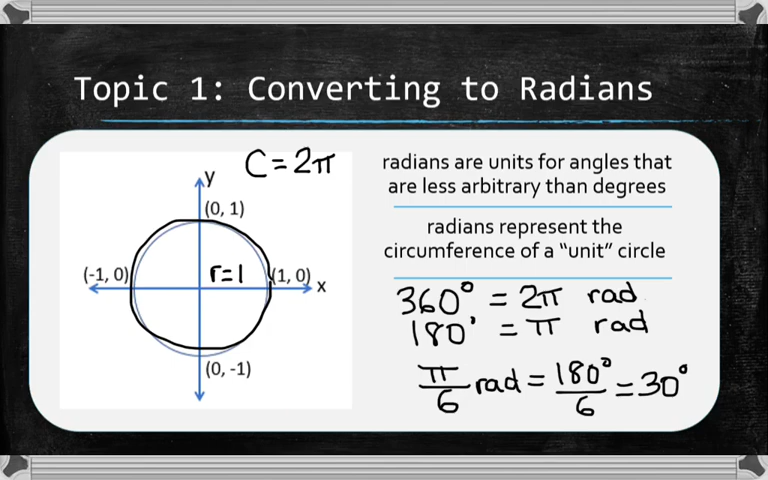 Topic 1: Converting to Radians
C = 2π
y
(0, 1)
(-1, 0)
r=1
(1, 0)
x
(0, -1)
radians are units for angles that
are less arbitrary than degrees
radians represent the
circumference of a “unit” circle
360° = 2π rad
180° = π rad
π/6 rad = 180°/6 = 30°